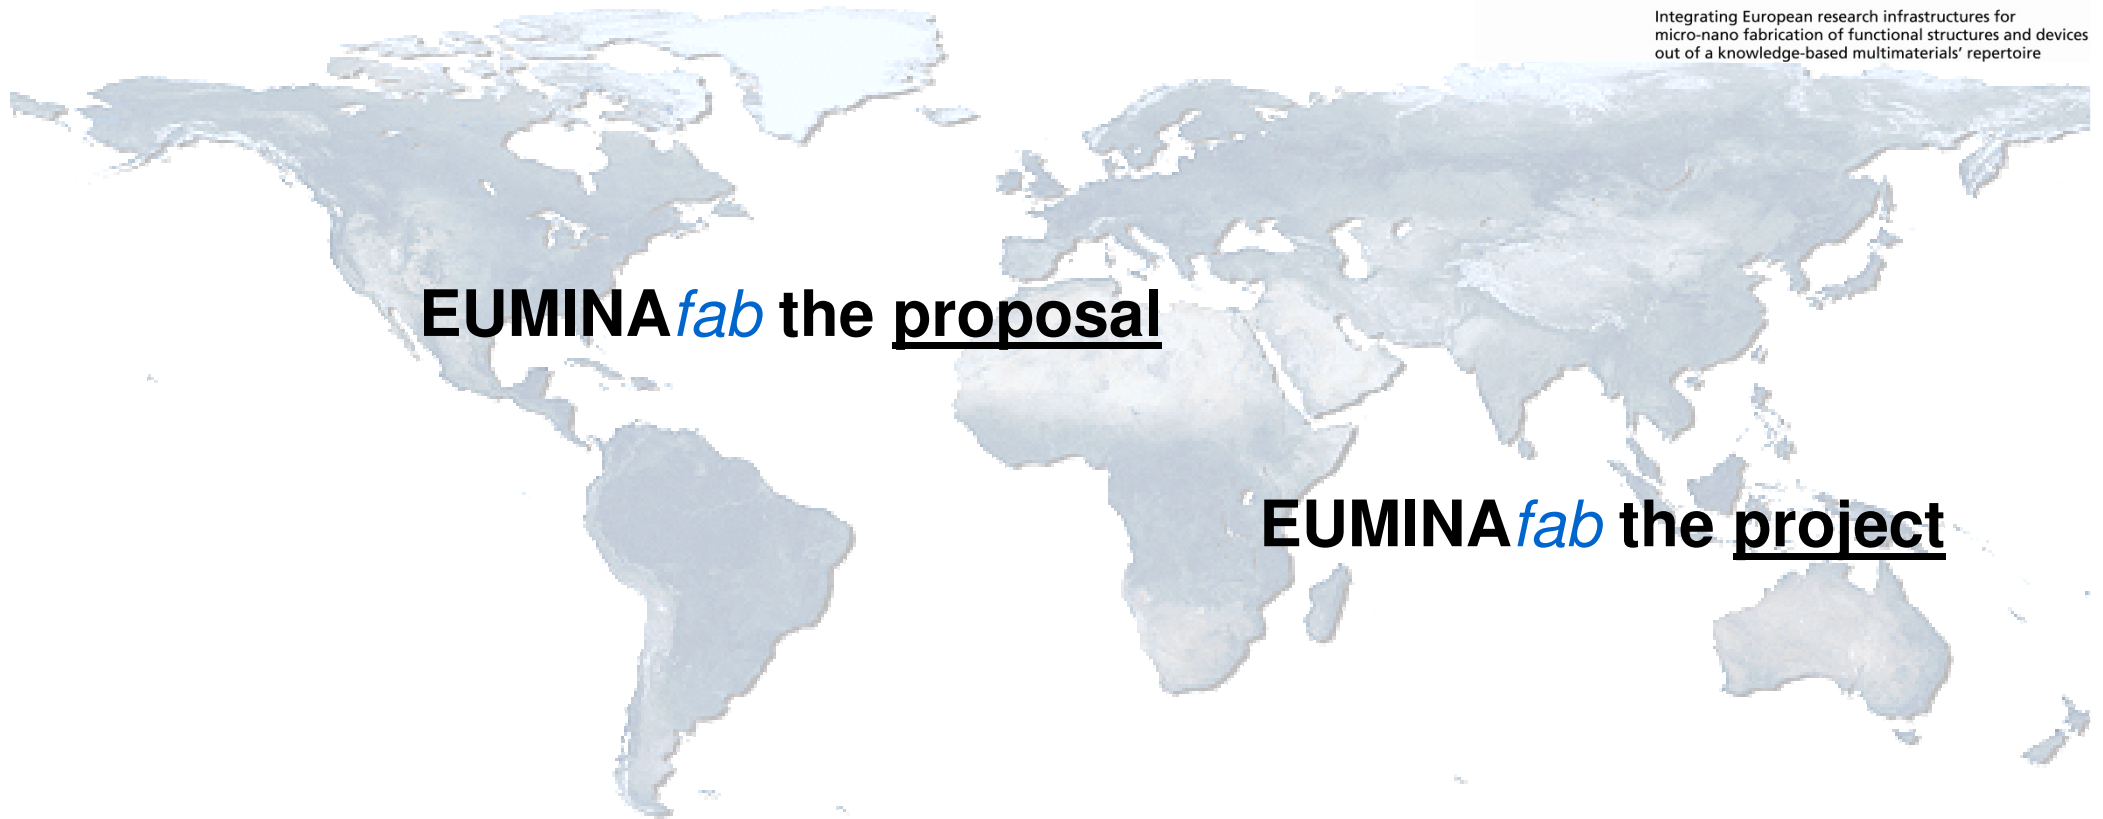 Integrating European research infrastructures for
micro-nano fabrication of functional structures and devices
out of a knowledge-based multimaterials' repertoire
EUMINAfab the proposal
EUMINAfab the project